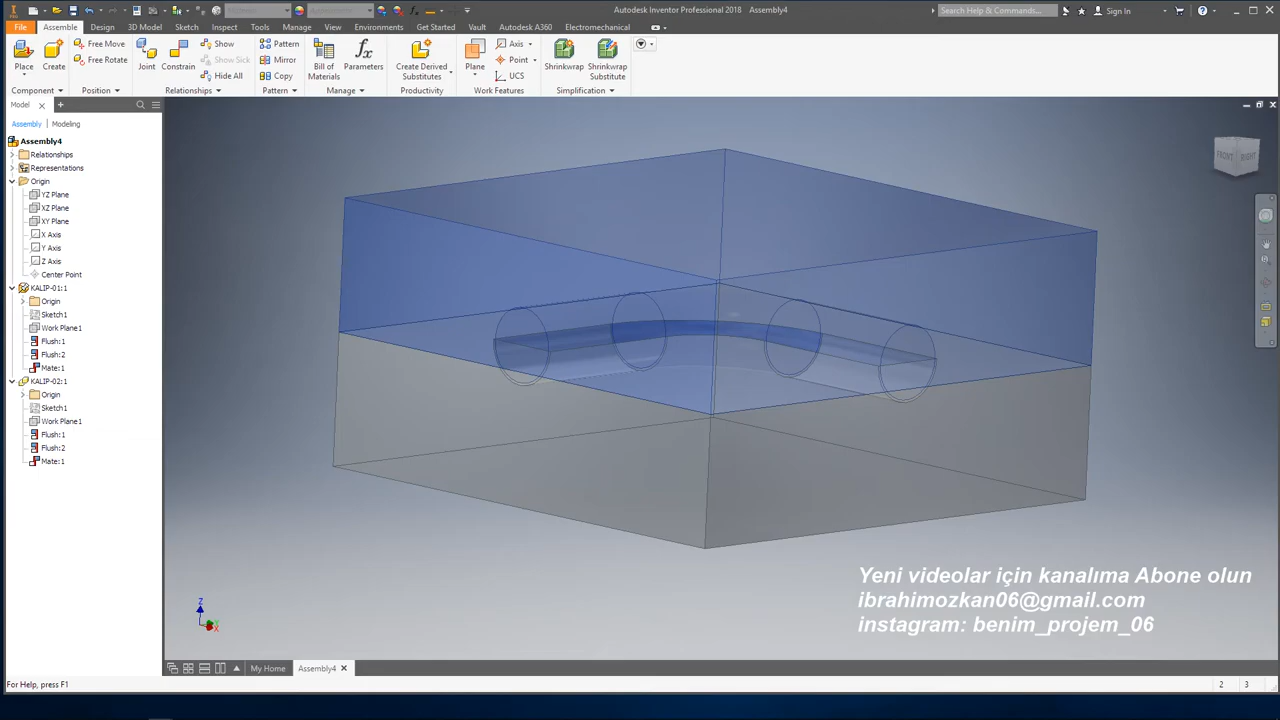 Autodesk Inventor Professional 2018 Assembly4
Search Help & Commands...
Sign In
File Assemble Design 3D Model Sketch Inspect Tools Manage View Environments Get Started Vault Autodesk A360 Electromechanical
Place
Create
Free Move
Free Rotate
Component
Position
Joint
Constrain
Show
Show Sick
Hide All
Relationships
Pattern
Mirror
Copy
Pattern
Bill of
Materials
Parameters
Manage
Create Derived
Substitutes
Productivity
Plane
Axis
Point
UCS
Work Features
Shrinkwrap
Shrinkwrap
Substitute
Simplification
Model
Assembly Modeling
Assembly4
Relationships
Representations
Origin
YZ Plane
XZ Plane
XY Plane
X Axis
Y Axis
Z Axis
Center Point
KALIP-01:1
Origin
Sketch1
Work Plane1
Flush:1
Flush:2
Mate:1
KALIP-02:1
Origin
Sketch1
Work Plane1
Flush:1
Flush:2
Mate:1
FRONT RIGHT
Z
Yeni videolar için kanalıma Abone olun
ibrahimozkan06@gmail.com
instagram: benim_projem_06
My Home Assembly4
For Help, press F1
2 3